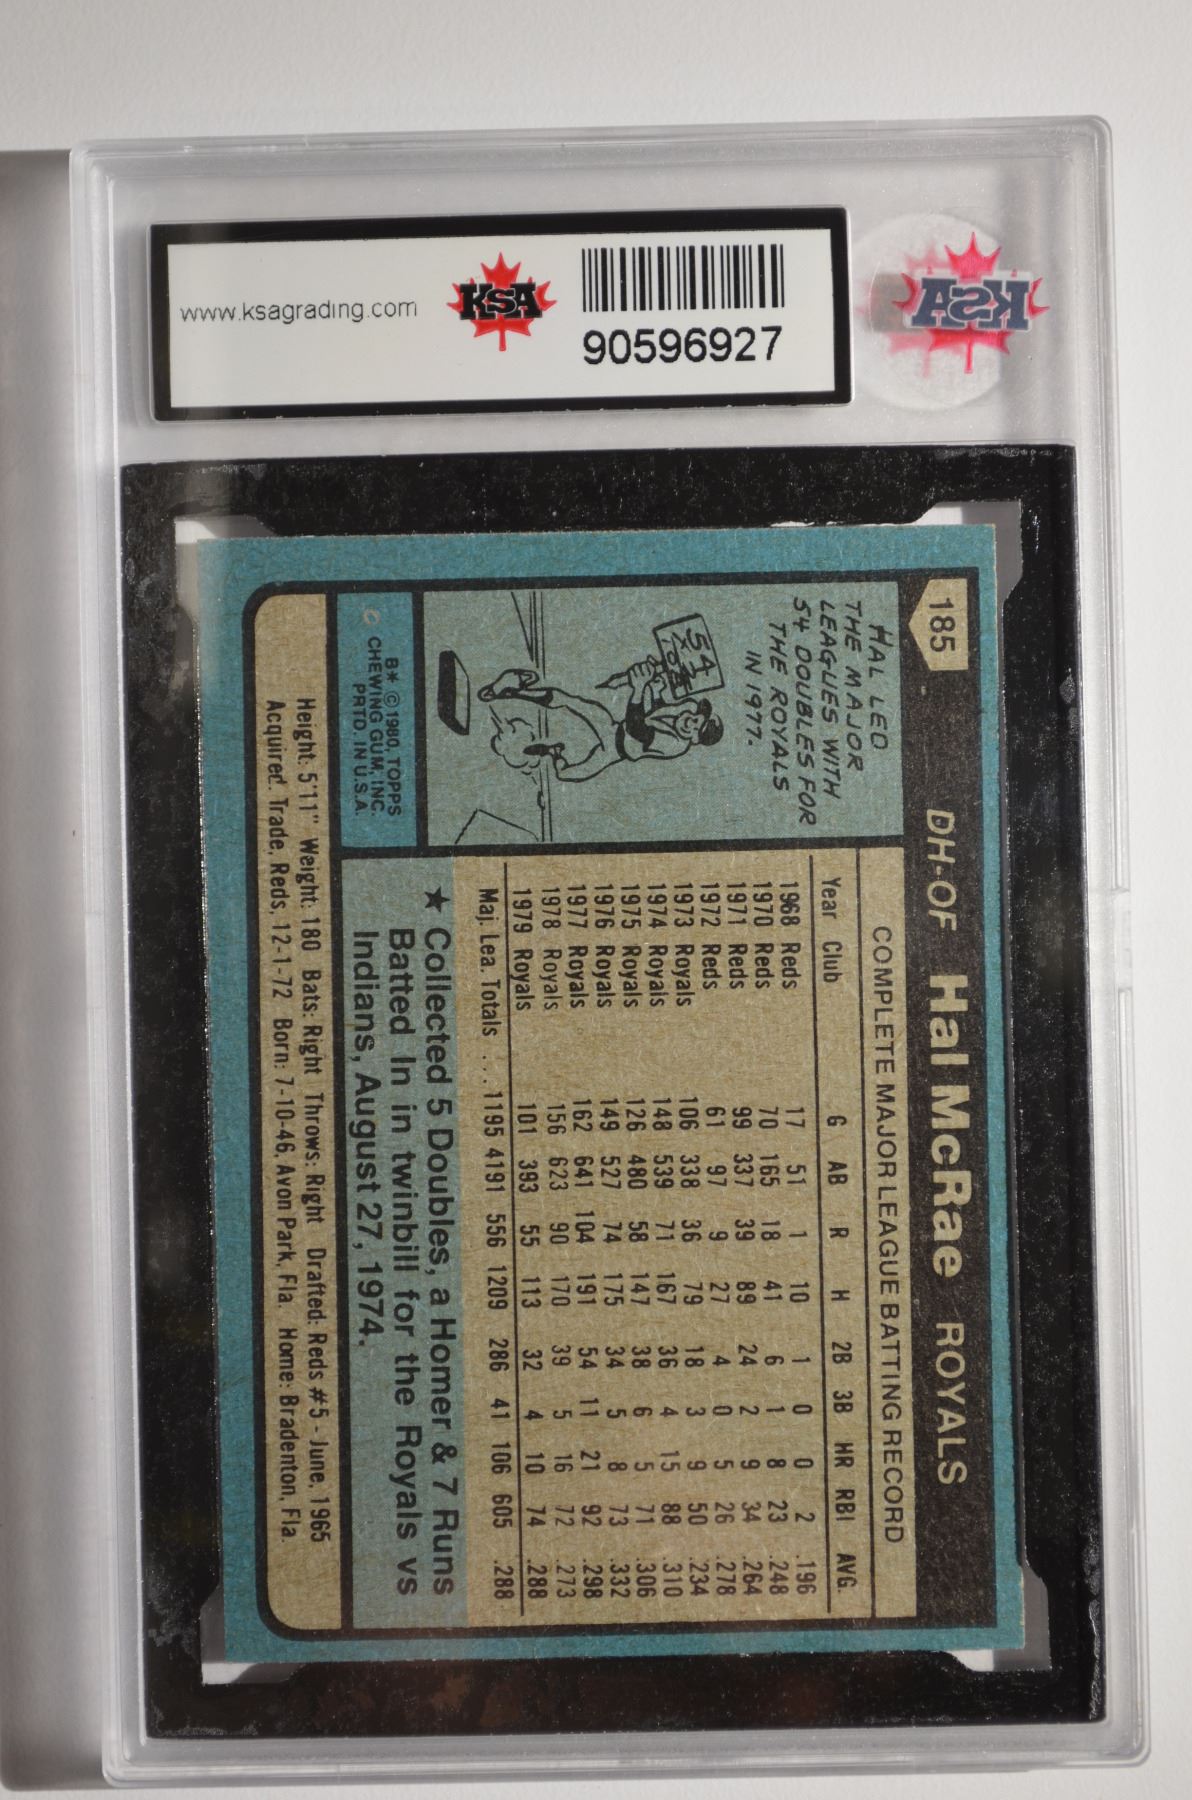 www.ksagrading.com
KSA
90596927
KSA
185
DH-OF Hal McRae ROYALS
HAL LED
THE MAJOR
LEAGUES WITH
54 DOUBLES FOR
THE ROYALS
IN 1977.
54
B* © 1980, TOPPS
CHEWING GUM, INC.
PRTD. IN U.S.A.
COMPLETE MAJOR LEAGUE BATTING RECORD
Year Club G AB R H 2B 3B HR RBI AVG.
1968 Reds 17 51 1 10 1 0 0 2 .196
1970 Reds 70 165 18 41 6 1 8 23 .248
1971 Reds 99 337 39 89 24 2 9 34 .264
1972 Reds 61 97 9 27 4 0 5 26 .278
1973 Royals 106 338 36 79 18 3 9 50 .234
1974 Royals 148 539 71 167 36 4 15 88 .310
1975 Royals 126 480 58 147 38 6 5 71 .306
1976 Royals 149 527 74 175 34 5 8 73 .332
1977 Royals 162 641 104 191 54 11 21 92 .298
1978 Royals 156 623 90 170 39 5 16 72 .273
1979 Royals 101 393 55 113 32 4 10 74 .288
Maj. Lea. Totals . . . 1195 4191 556 1209 286 41 106 605 .288
★ Collected 5 Doubles, a Homer & 7 Runs
Batted In in twinbill for the Royals vs
Indians, August 27, 1974.
Height: 5'11" Weight: 180 Bats: Right Throws: Right Drafted: Reds #5 - June, 1965
Acquired: Trade, Reds, 12-1-72 Born: 7-10-46, Avon Park, Fla. Home: Bradenton, Fla.